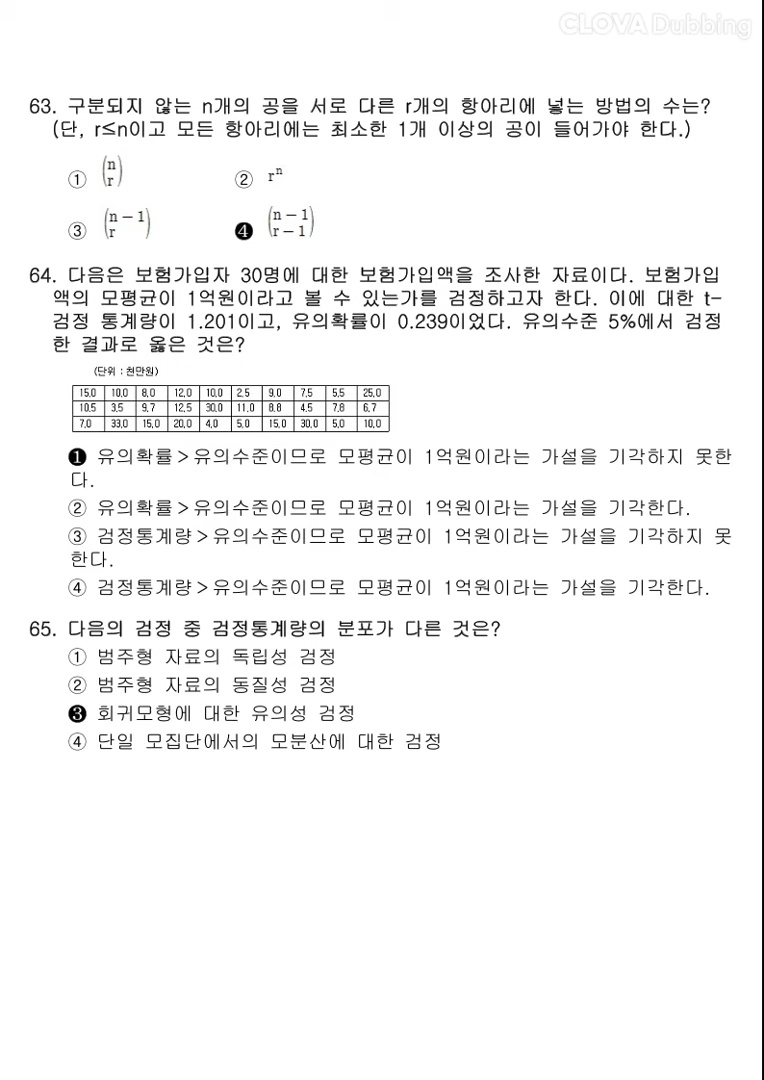 CLOVA Dubbing
63. 구분되지 않는 n개의 공을 서로 다른 r개의 항아리에 넣는 방법의 수는?
(단, r≤n이고 모든 항아리에는 최소한 1개 이상의 공이 들어가야 한다.)
① (n r) ② rⁿ
③ (n-1 r) ❹ (n-1 r-1)
64. 다음은 보험가입자 30명에 대한 보험가입액을 조사한 자료이다. 보험가입
액의 모평균이 1억원이라고 볼 수 있는가를 검정하고자 한다. 이에 대한 t-
검정 통계량이 1.201이고, 유의확률이 0.239이었다. 유의수준 5%에서 검정
한 결과로 옳은 것은?
(단위 : 천만원)
15.0 10.0 8.0 12.0 10.0 2.5 9.0 7.5 5.5 25.0
10.5 3.5 9.7 12.5 30.0 11.0 8.8 4.5 7.8 6.7
7.0 33.0 15.0 20.0 4.0 5.0 15.0 30.0 5.0 10.0
❶ 유의확률>유의수준이므로 모평균이 1억원이라는 가설을 기각하지 못한
다.
② 유의확률>유의수준이므로 모평균이 1억원이라는 가설을 기각한다.
③ 검정통계량>유의수준이므로 모평균이 1억원이라는 가설을 기각하지 못
한다.
④ 검정통계량>유의수준이므로 모평균이 1억원이라는 가설을 기각한다.
65. 다음의 검정 중 검정통계량의 분포가 다른 것은?
① 범주형 자료의 독립성 검정
② 범주형 자료의 동질성 검정
❸ 회귀모형에 대한 유의성 검정
④ 단일 모집단에서의 모분산에 대한 검정